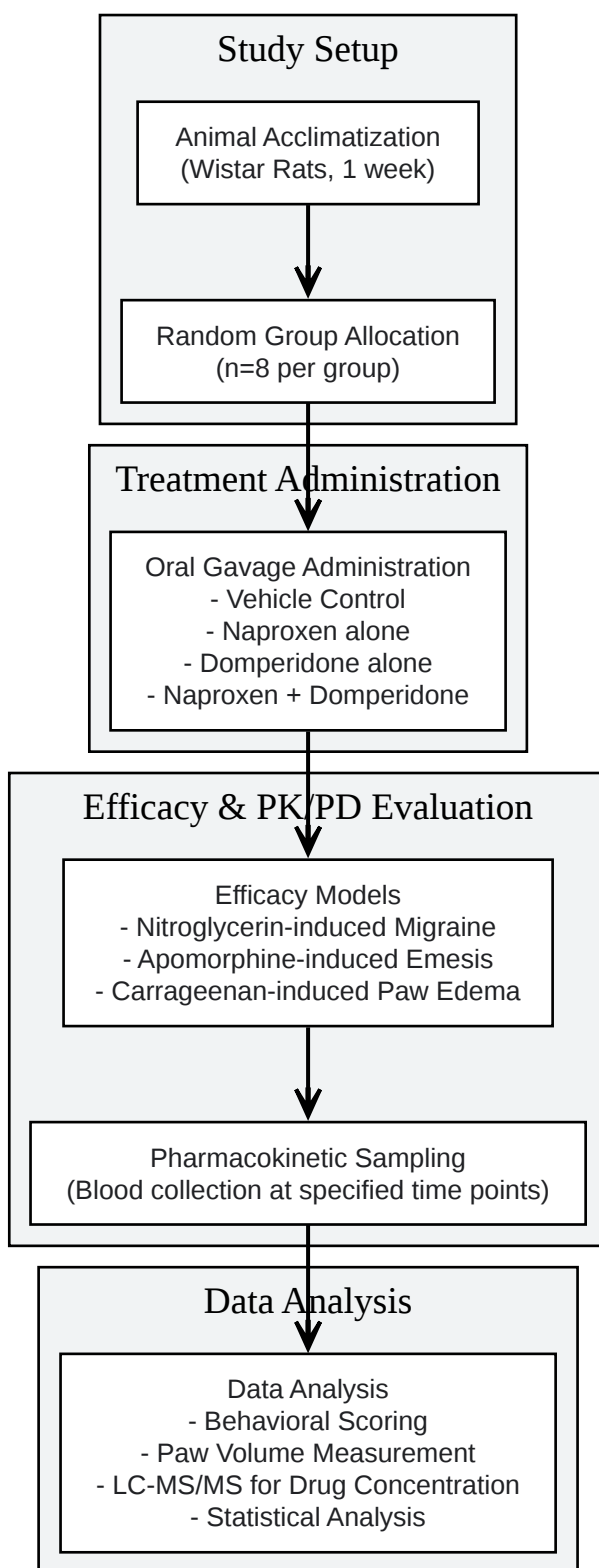 Study Setup
Animal Acclimatization
(Wistar Rats, 1 week)
Random Group Allocation
(n=8 per group)
Treatment Administration
Oral Gavage Administration
- Vehicle Control
- Naproxen alone
- Domperidone alone
- Naproxen + Domperidone
Efficacy & PK/PD Evaluation
Efficacy Models
- Nitroglycerin-induced Migraine
- Apomorphine-induced Emesis
- Carrageenan-induced Paw Edema
Pharmacokinetic Sampling
(Blood collection at specified time points)
Data Analysis
Data Analysis
- Behavioral Scoring
- Paw Volume Measurement
- LC-MS/MS for Drug Concentration
- Statistical Analysis